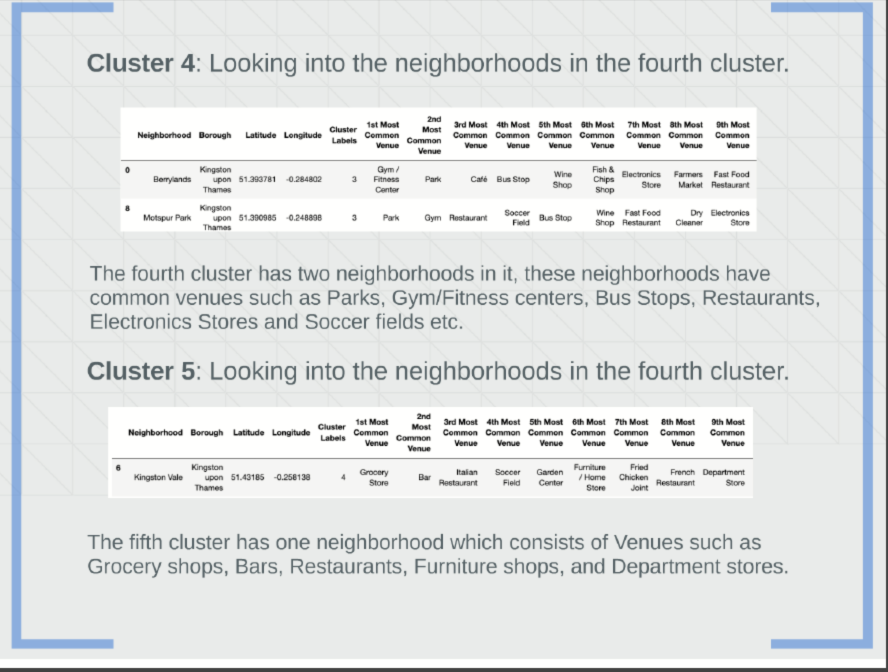 Cluster 4: Looking into the neighborhoods in the fourth cluster.
Neighborhood Borough Latitude Longitude Cluster Labels 1st Most Common Venue 2nd Most Common Venue 3rd Most Common Venue 4th Most Common Venue 5th Most Common Venue 6th Most Common Venue 7th Most Common Venue 8th Most Common Venue 9th Most Common Venue
0 Berrylands Kingston upon Thames 51.393781 -0.284802 3 Gym / Fitness Center Park Café Bus Stop Wine Shop Fish & Chips Shop Electronics Store Farmers Market Fast Food Restaurant
8 Motspur Park Kingston upon Thames 51.390985 -0.248898 3 Park Gym Restaurant Soccer Field Bus Stop Wine Shop Fast Food Restaurant Dry Cleaner Electronics Store
The fourth cluster has two neighborhoods in it, these neighborhoods have
common venues such as Parks, Gym/Fitness centers, Bus Stops, Restaurants,
Electronics Stores and Soccer fields etc.
Cluster 5: Looking into the neighborhoods in the fourth cluster.
Neighborhood Borough Latitude Longitude Cluster Labels 1st Most Common Venue 2nd Most Common Venue 3rd Most Common Venue 4th Most Common Venue 5th Most Common Venue 6th Most Common Venue 7th Most Common Venue 8th Most Common Venue 9th Most Common Venue
6 Kingston Vale Kingston upon Thames 51.43185 -0.258138 4 Grocery Store Bar Italian Restaurant Soccer Field Garden Center Furniture / Home Store Fried Chicken Joint French Restaurant Department Store
The fifth cluster has one neighborhood which consists of Venues such as
Grocery shops, Bars, Restaurants, Furniture shops, and Department stores.